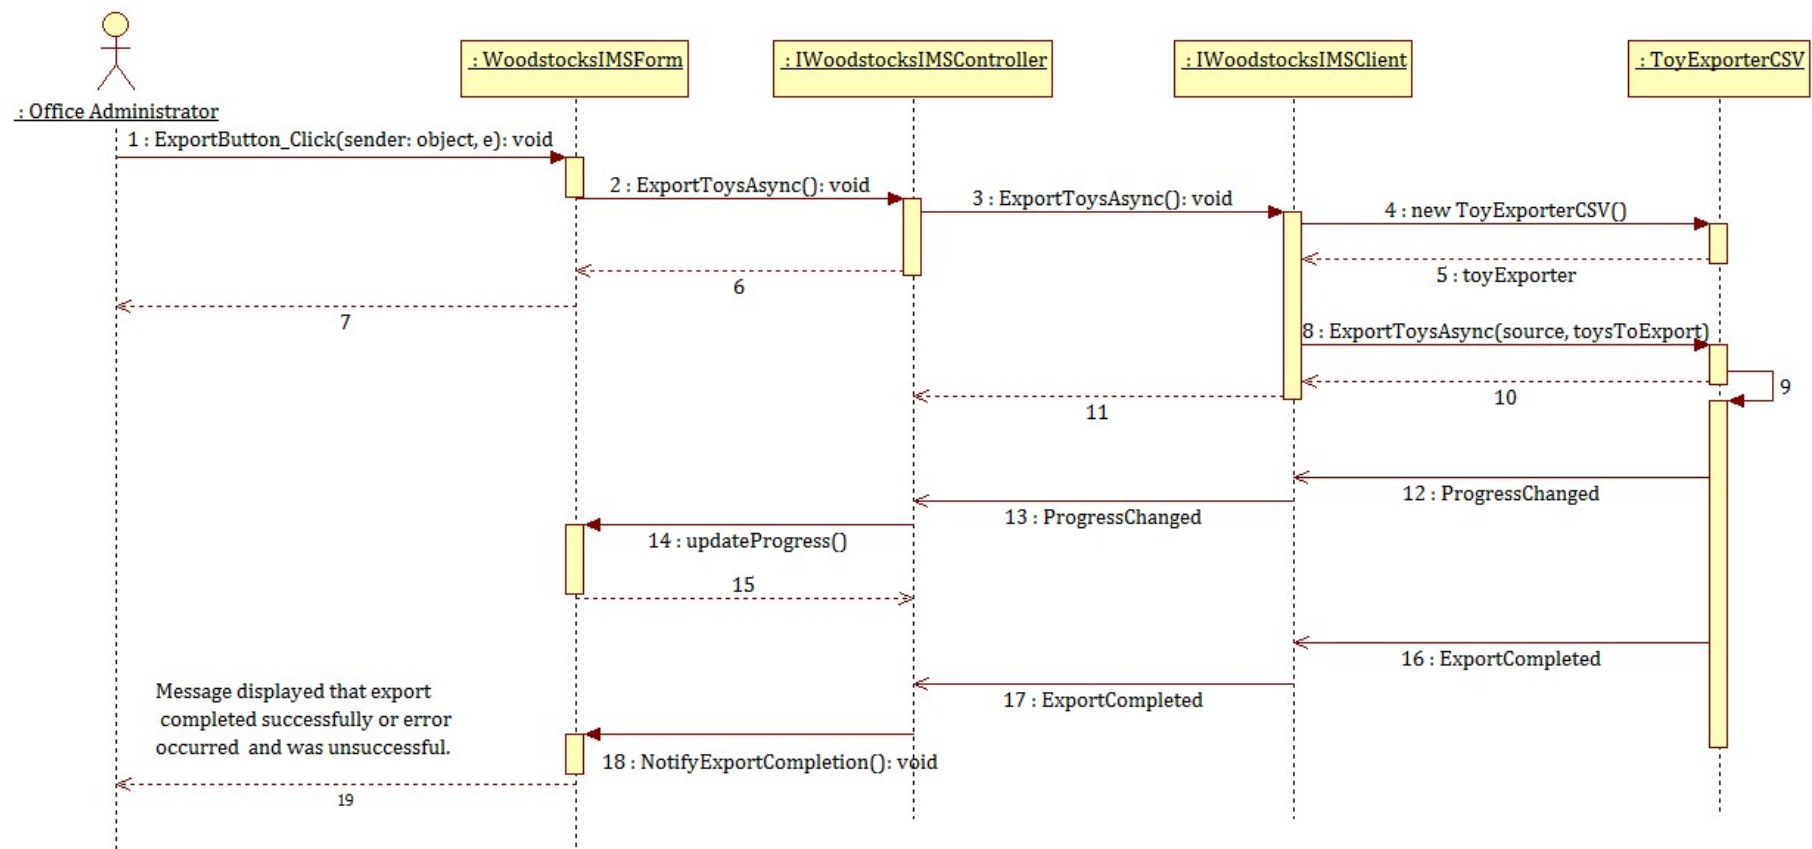 : WoodstocksIMSForm
: IWoodstocksIMSController
: IWoodstocksIMSClient
: ToyExporterCSV
: Office Administrator
1 : ExportButton_Click(sender: object, e): void
2 : ExportToysAsync(): void
3 : ExportToysAsync(): void
4 : new ToyExporterCSV()
5 : toyExporter
6
7
8 : ExportToysAsync(source, toysToExport)
9
10
11
12 : ProgressChanged
13 : ProgressChanged
14 : updateProgress()
15
16 : ExportCompleted
17 : ExportCompleted
Message displayed that export
completed successfully or error
occurred and was unsuccessful.
18 : NotifyExportCompletion(): void
19